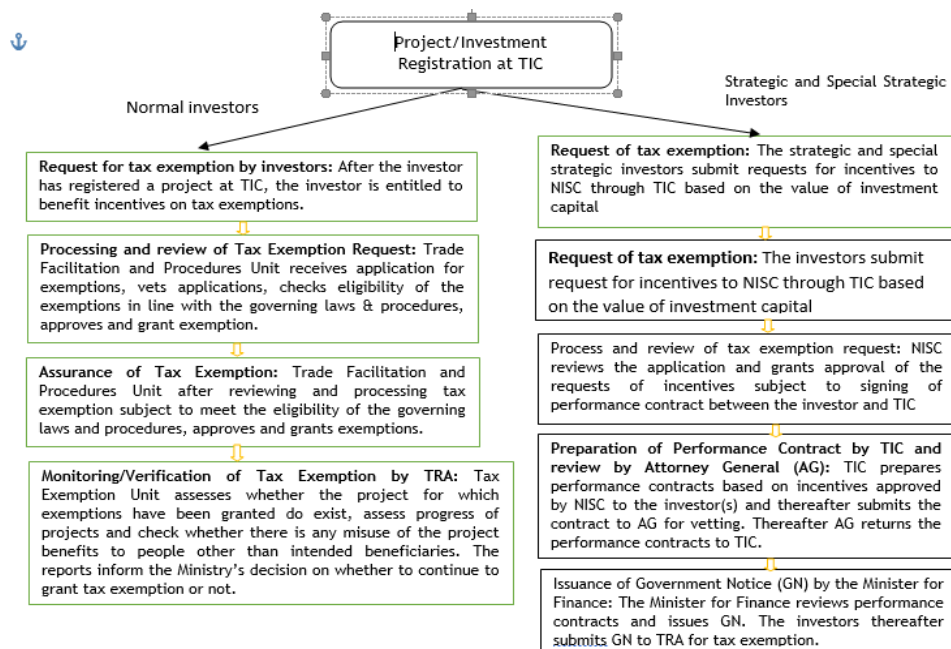 Project/Investment
Registration at TIC
Normal investors
Strategic and Special Strategic
Investors
Request for tax exemption by investors: After the investor
has registered a project at TIC, the investor is entitled to
benefit incentives on tax exemptions.
Processing and review of Tax Exemption Request: Trade
Facilitation and Procedures Unit receives application for
exemptions, vets applications, checks eligibility of the
exemptions in line with the governing laws & procedures,
approves and grant exemption.
Assurance of Tax Exemption: Trade Facilitation and
Procedures Unit after reviewing and processing tax
exemption subject to meet the eligibility of the governing
laws and procedures, approves and grants exemptions.
Monitoring/Verification of Tax Exemption by TRA: Tax
Exemption Unit assesses whether the project for which
exemptions have been granted do exist, assess progress of
projects and check whether there is any misuse of the project
benefits to people other than intended beneficiaries. The
reports inform the Ministry’s decision on whether to continue to
grant tax exemption or not.
Request of tax exemption: The strategic and special
strategic investors submit requests for incentives to
NISC through TIC based on the value of investment
capital
Request of tax exemption: The investors submit
request for incentives to NISC through TIC based
on the value of investment capital
Process and review of tax exemption request: NISC
reviews the application and grants approval of the
requests of incentives subject to signing of
performance contract between the investor and TIC
Preparation of Performance Contract by TIC and
review by Attorney General (AG): TIC prepares
performance contracts based on incentives approved
by NISC to the investor(s) and thereafter submits the
contract to AG for vetting. Thereafter AG returns the
performance contracts to TIC.
Issuance of Government Notice (GN) by the Minister for
Finance: The Minister for Finance reviews performance
contracts and issues GN. The investors thereafter
submits GN to TRA for tax exemption.